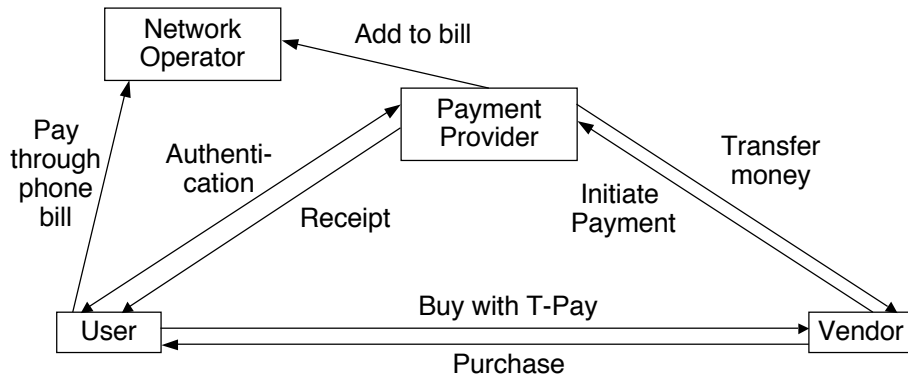 Network
Operator
Add to bill
Payment
Provider
Pay
through
phone
bill
Authenti-
cation
Receipt
Transfer
money
Initiate
Payment
User
Buy with T-Pay
Purchase
Vendor